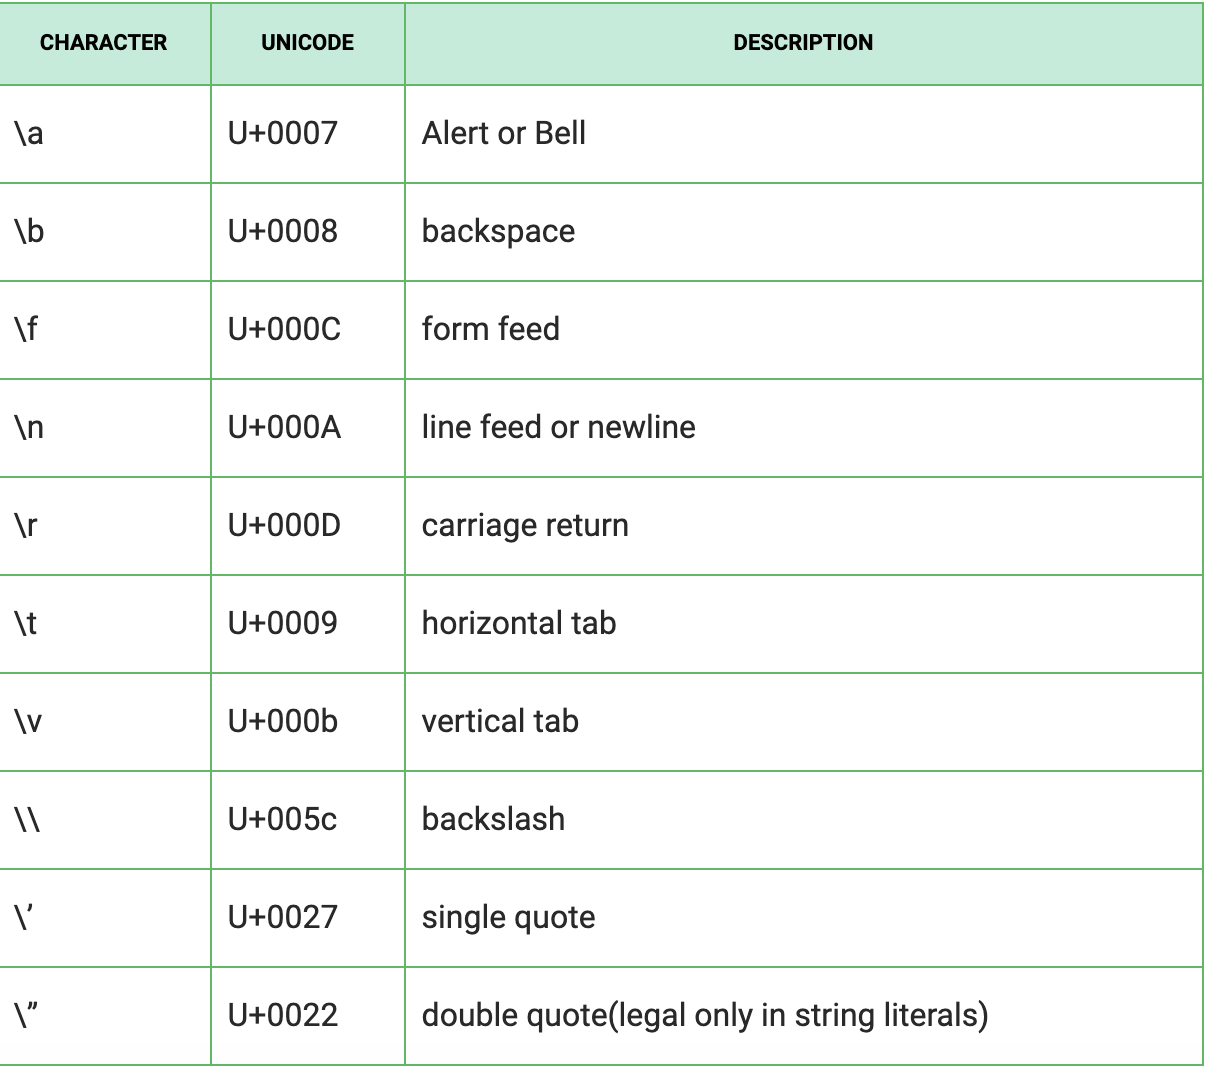 CHARACTER UNICODE DESCRIPTION
\a U+0007 Alert or Bell
\b U+0008 backspace
\f U+000C form feed
\n U+000A line feed or newline
\r U+000D carriage return
\t U+0009 horizontal tab
\v U+000b vertical tab
\\ U+005c backslash
\’ U+0027 single quote
\” U+0022 double quote(legal only in string literals)